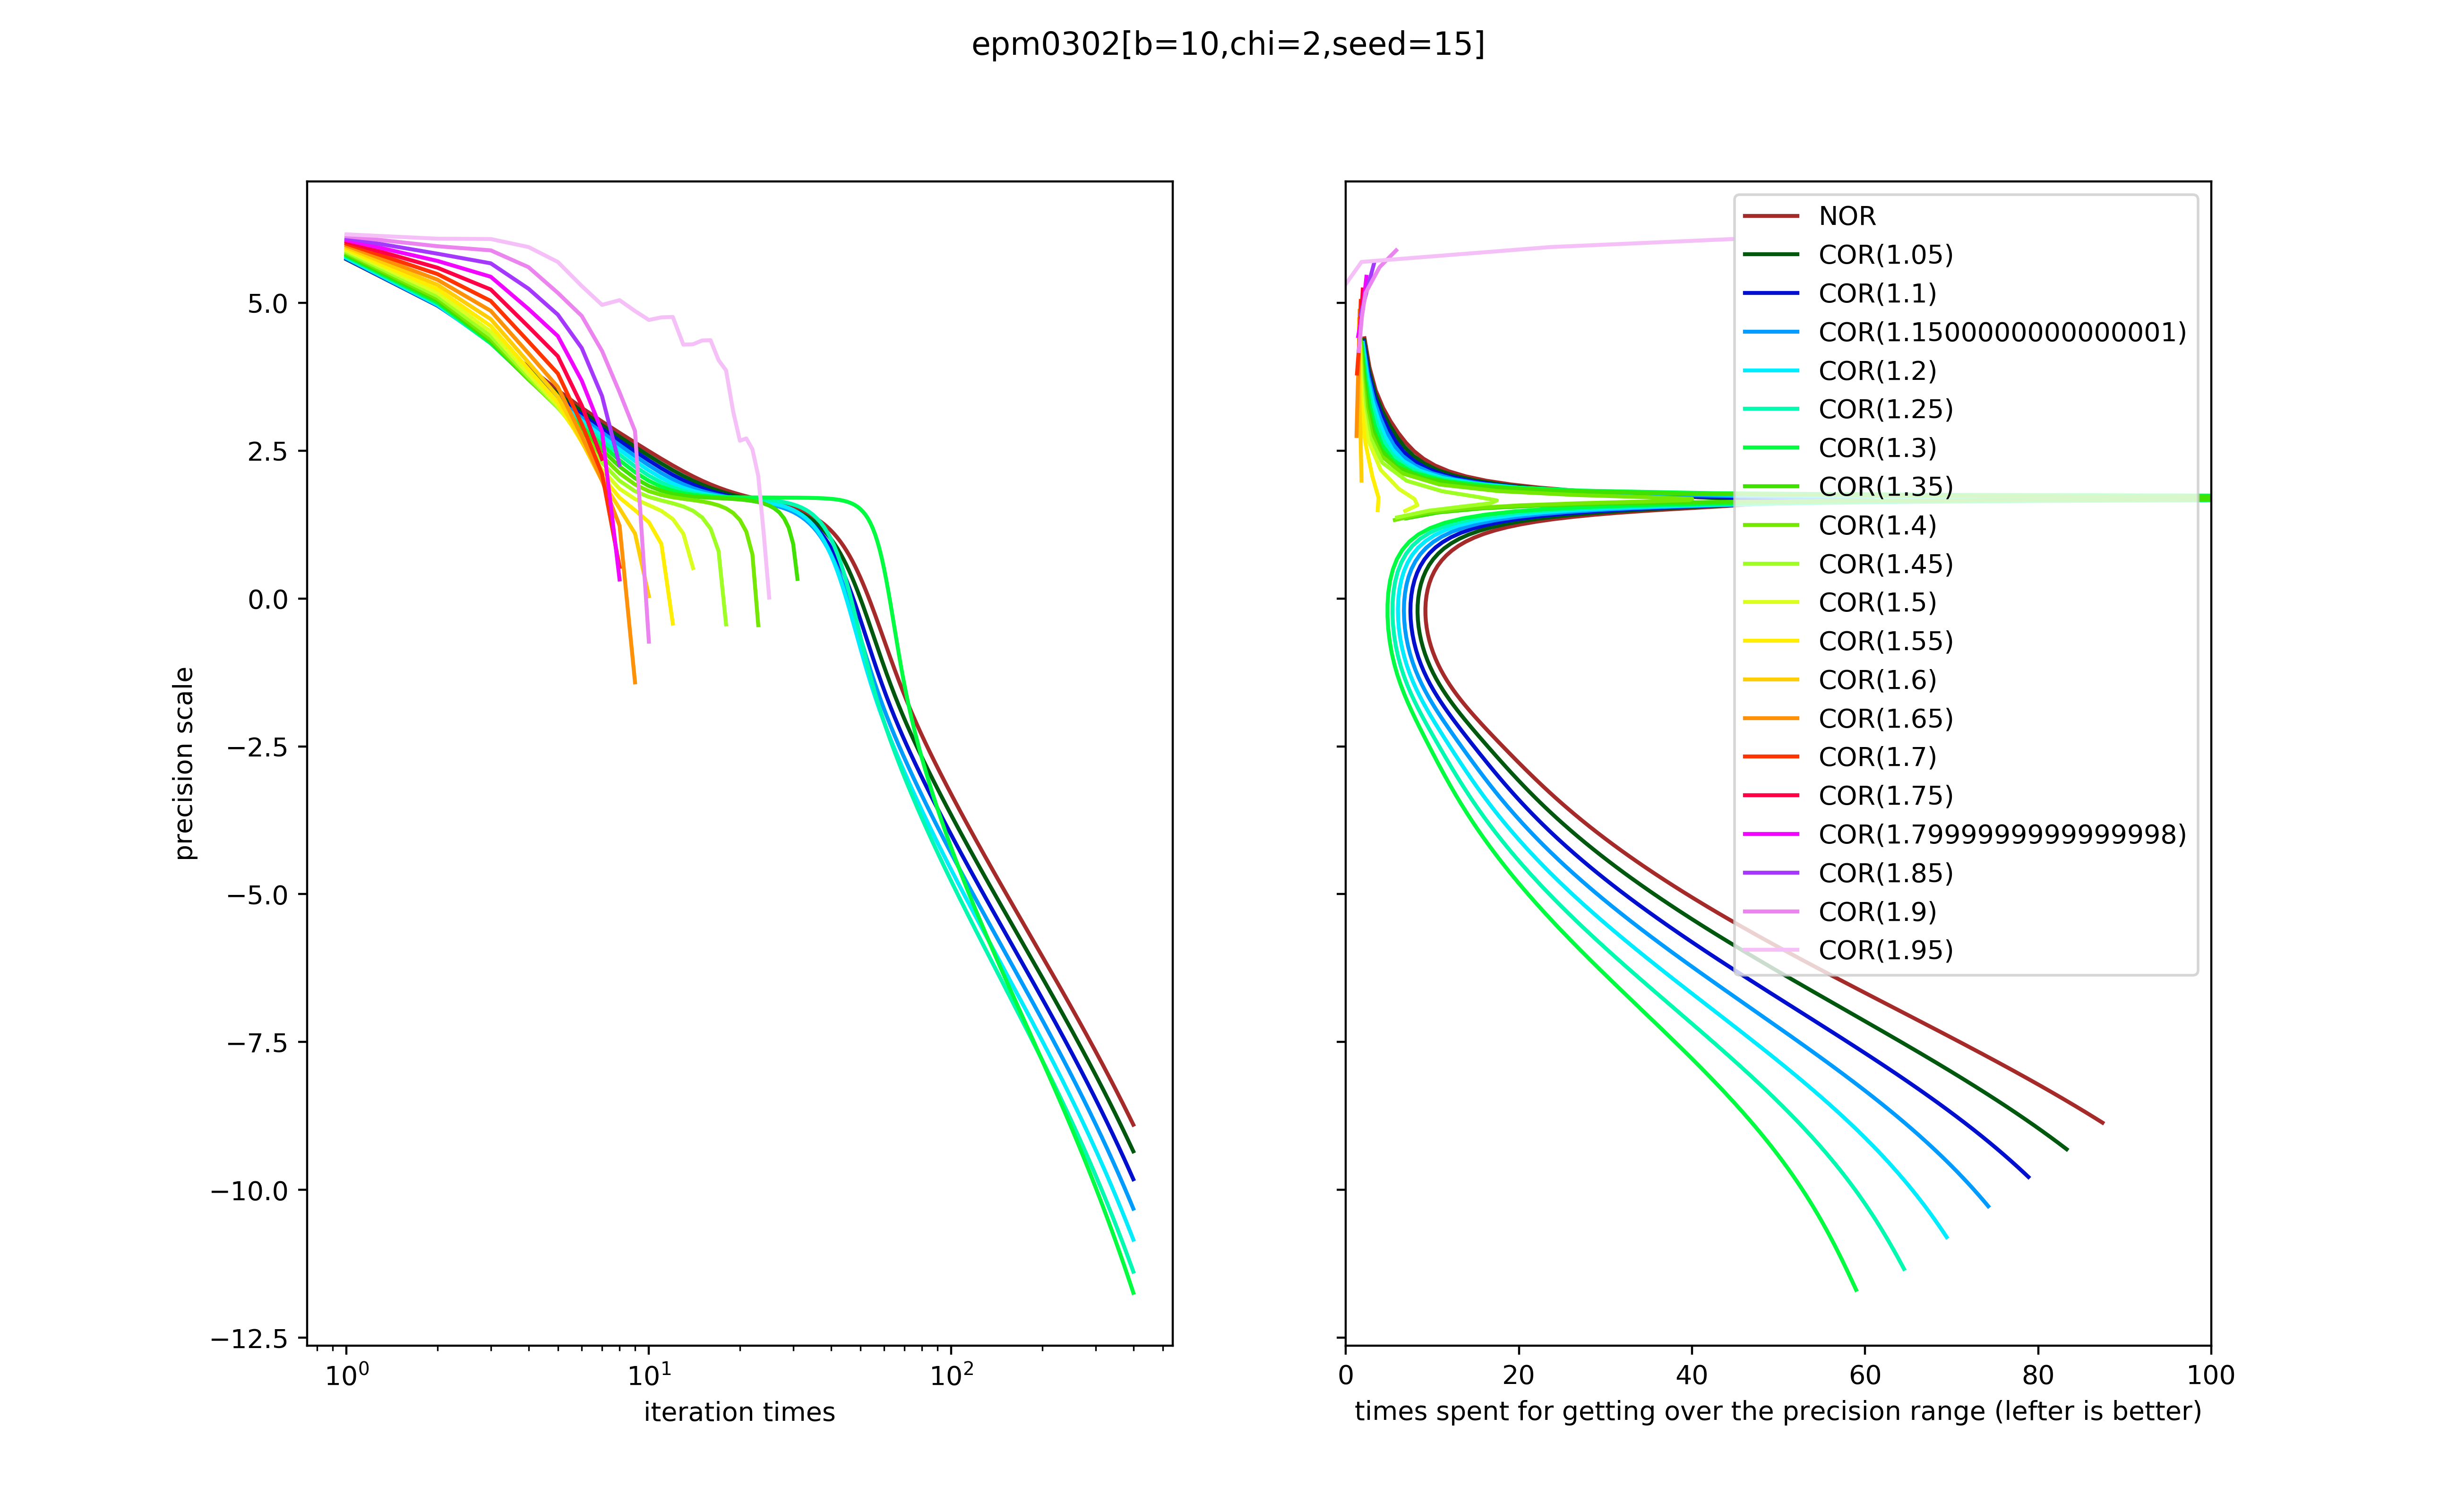 epm0302[b=10,chi=2,seed=15]
precision scale
5.0
2.5
0.0
−2.5
−5.0
−7.5
−10.0
−12.5
10⁰ 10¹ 10²
iteration times
NOR
COR(1.05)
COR(1.1)
COR(1.1500000000000001)
COR(1.2)
COR(1.25)
COR(1.3)
COR(1.35)
COR(1.4)
COR(1.45)
COR(1.5)
COR(1.55)
COR(1.6)
COR(1.65)
COR(1.7)
COR(1.75)
COR(1.7999999999999998)
COR(1.85)
COR(1.9)
COR(1.95)
0 20 40 60 80 100
times spent for getting over the precision range (lefter is better)